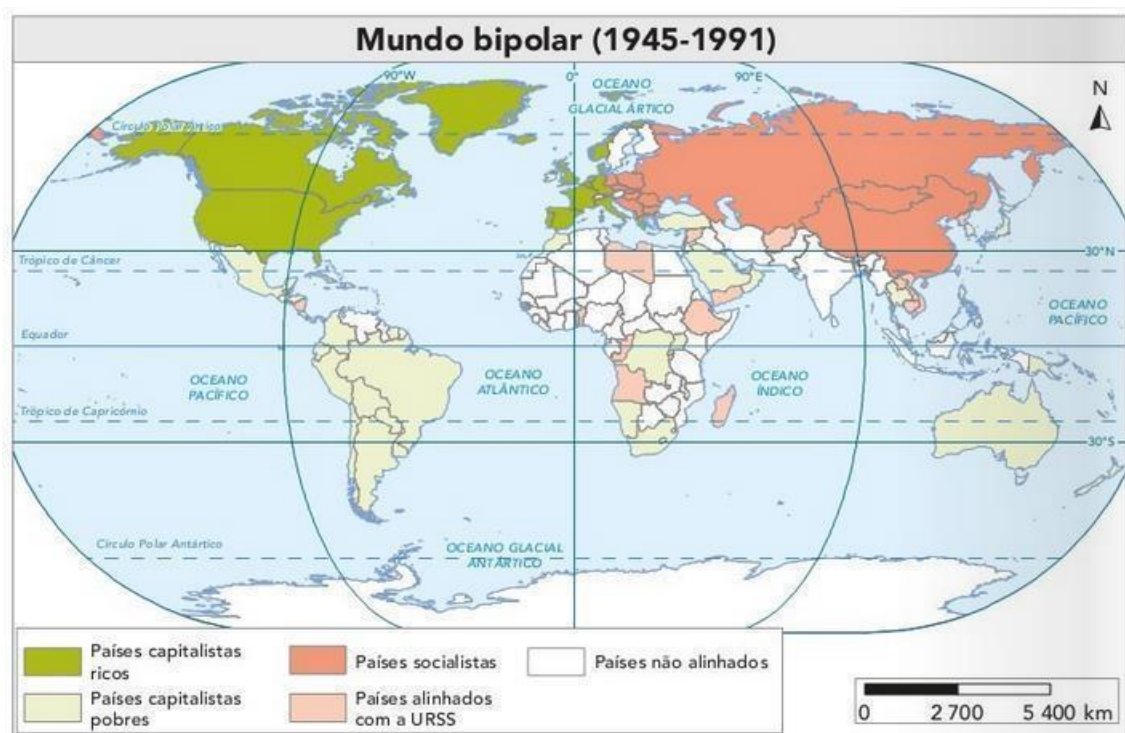 Mundo bipolar (1945-1991)
90°W
0°
90°E
OCEANO
GLACIAL ÁRTICO
N
Círculo Polar Ártico
30°N
Trópico de Câncer
OCEANO
PACÍFICO
Equador
OCEANO
PACÍFICO
OCEANO
ATLÂNTICO
OCEANO
ÍNDICO
Trópico de Capricórnio
30°S
Círculo Polar Antártico
OCEANO GLACIAL
ANTÁRTICO
Países capitalistas
ricos
Países socialistas
Países não alinhados
Países capitalistas
pobres
Países alinhados
com a URSS
0 2 700 5 400 km